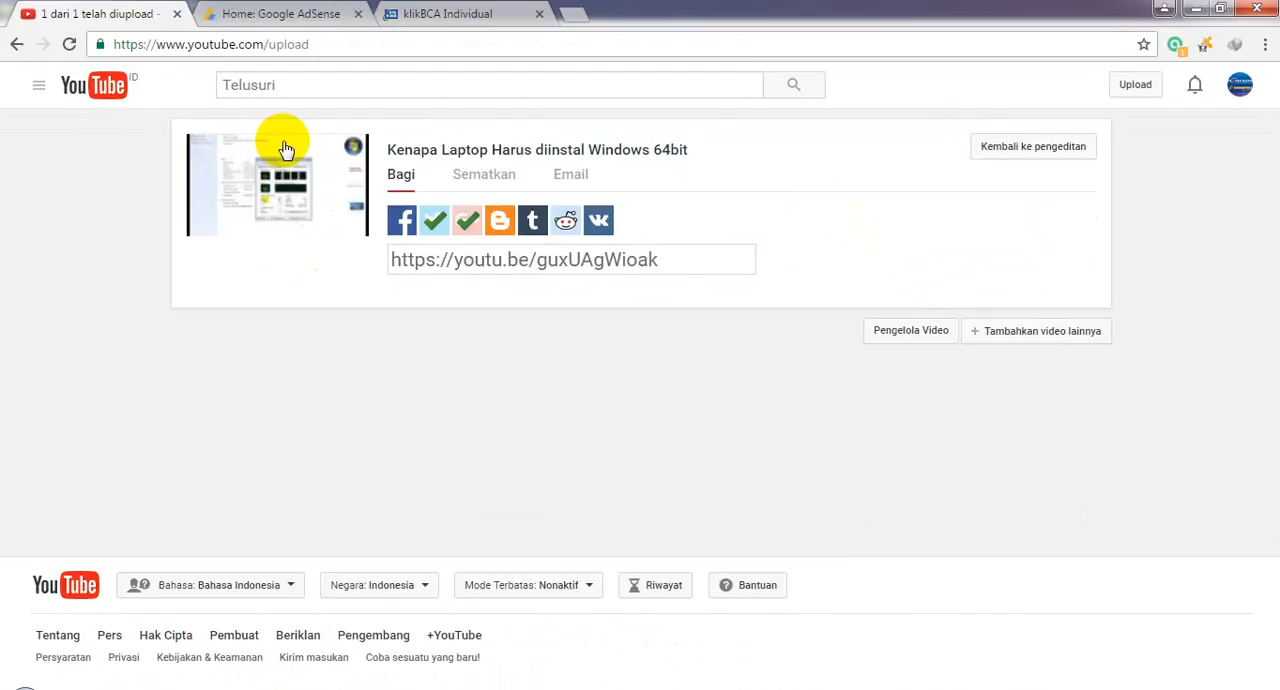 1 dari 1 telah diupload -
Home: Google AdSense
klikBCA Individual
https://www.youtube.com/upload
YouTube ID
Telusuri
Upload
Kenapa Laptop Harus diinstal Windows 64bit
Kembali ke pengeditan
Bagi Sematkan Email
https://youtu.be/guxUAgWioak
Pengelola Video
+ Tambahkan video lainnya
YouTube
Bahasa: Bahasa Indonesia
Negara: Indonesia
Mode Terbatas: Nonaktif
Riwayat
Bantuan
Tentang Pers Hak Cipta Pembuat Beriklan Pengembang +YouTube
Persyaratan Privasi Kebijakan & Keamanan Kirim masukan Coba sesuatu yang baru!